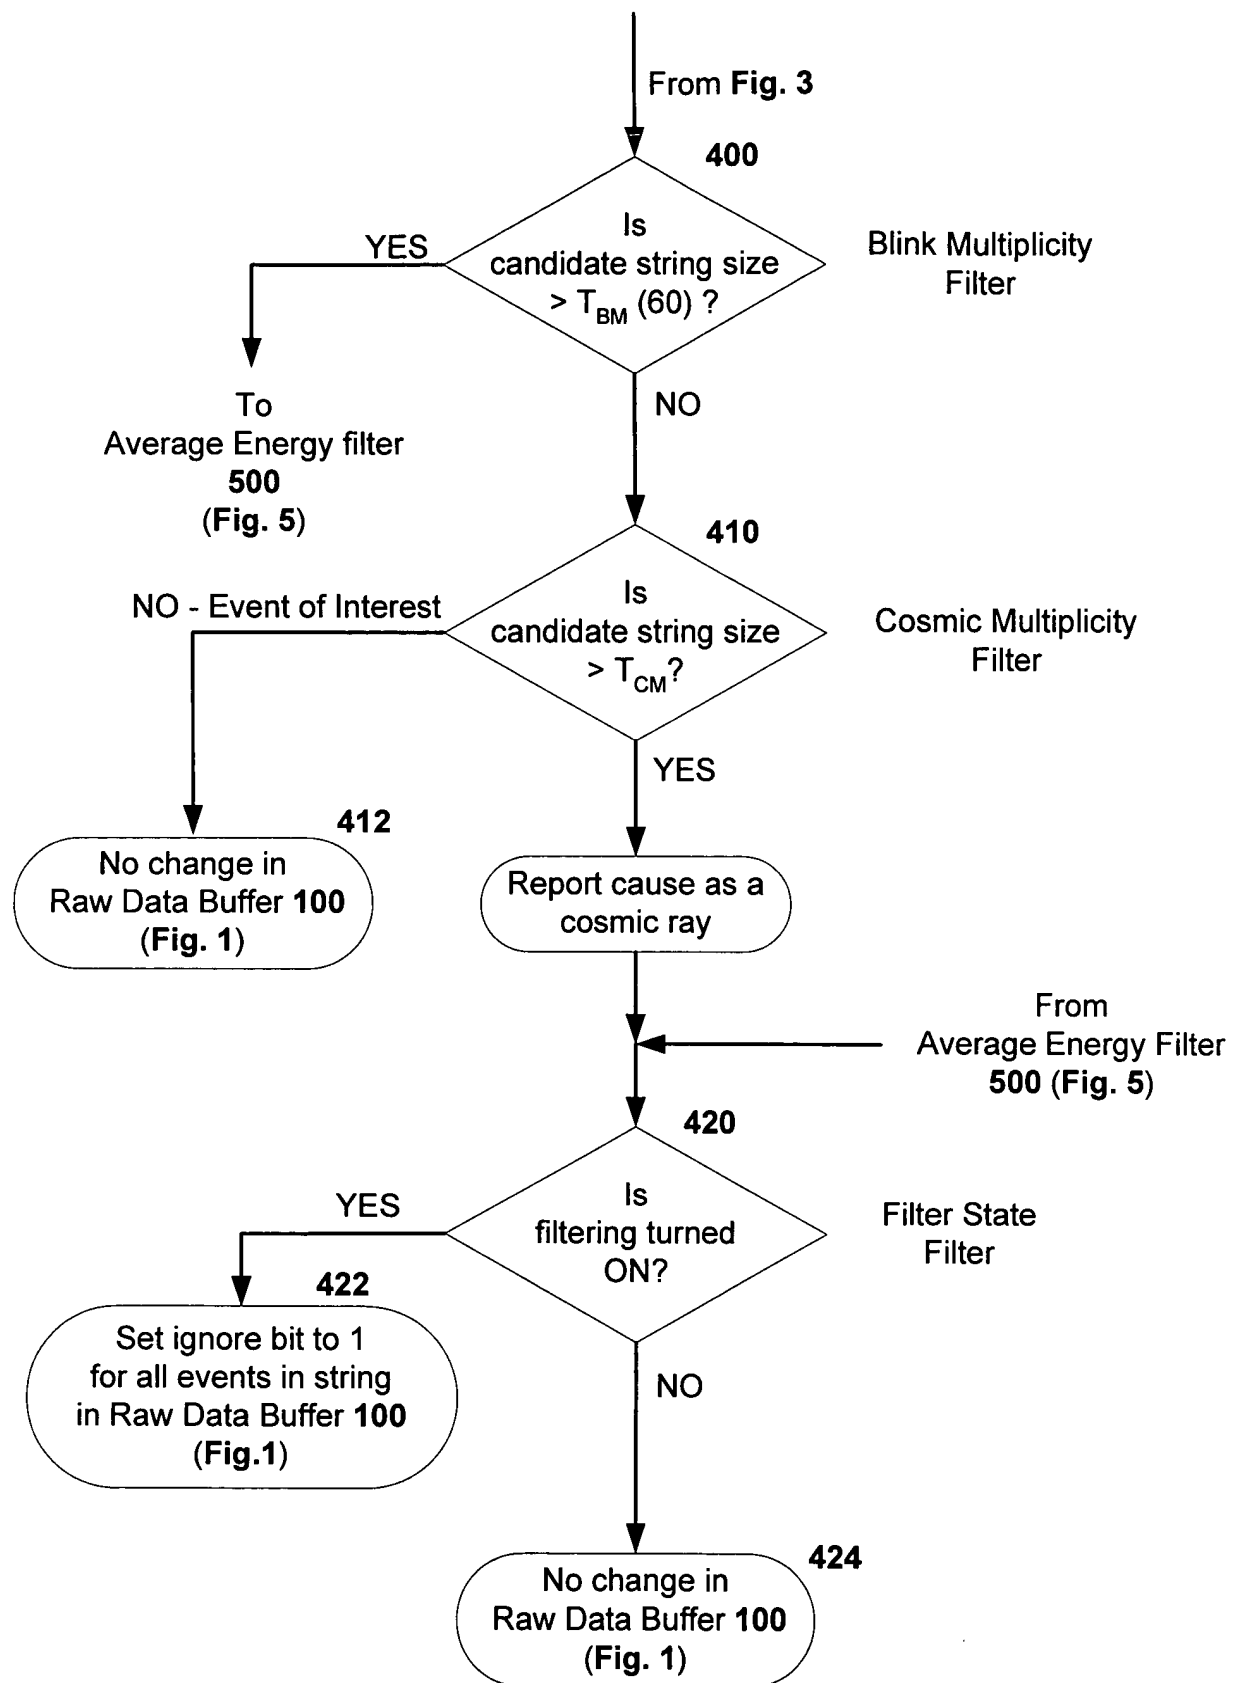 From Fig. 3
400
Is
candidate string size
> T_BM (60) ?
Blink Multiplicity
Filter
YES
NO
To
Average Energy filter
500
(Fig. 5)
410
Is
candidate string size
> T_CM?
Cosmic Multiplicity
Filter
NO - Event of Interest
YES
412
No change in
Raw Data Buffer 100
(Fig. 1)
Report cause as a
cosmic ray
From
Average Energy Filter
500 (Fig. 5)
420
Is
filtering turned
ON?
Filter State
Filter
YES
422
Set ignore bit to 1
for all events in string
in Raw Data Buffer 100
(Fig.1)
NO
424
No change in
Raw Data Buffer 100
(Fig. 1)